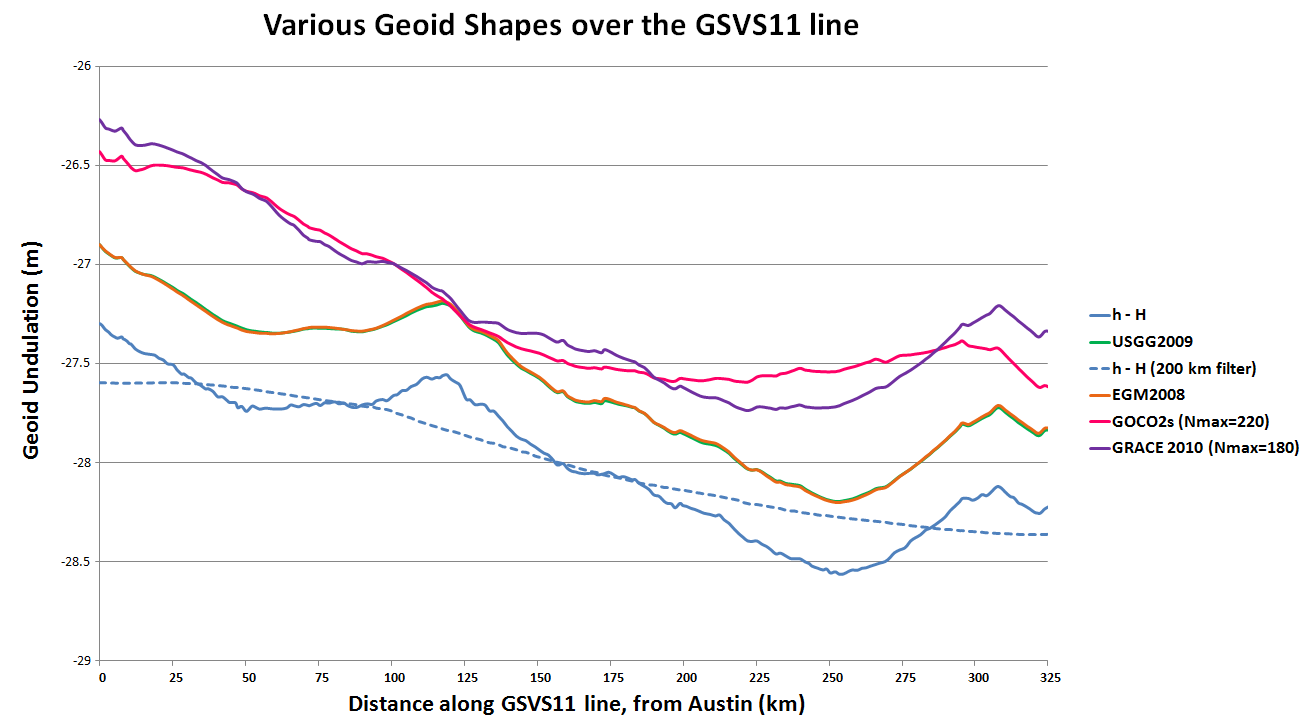 Various Geoid Shapes over the GSVS11 line
Geoid Undulation (m)
-26
-26.5
-27
-27.5
-28
-28.5
-29
0 25 50 75 100 125 150 175 200 225 250 275 300 325
Distance along GSVS11 line, from Austin (km)
h - H
USGG2009
h - H (200 km filter)
EGM2008
GOCO2s (Nmax=220)
GRACE 2010 (Nmax=180)